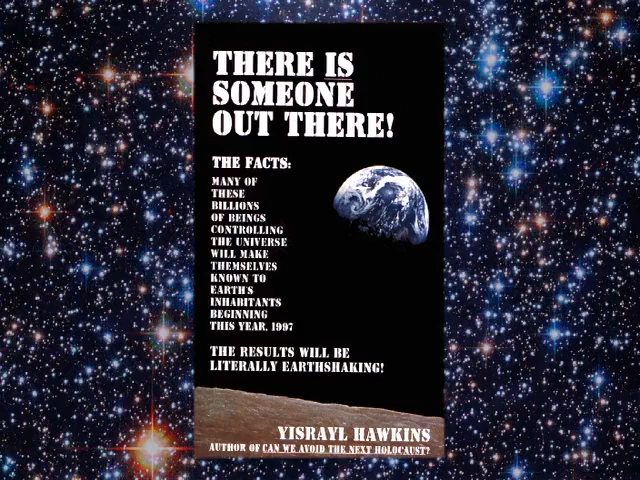 THERE IS
SOMEONE
OUT THERE!
THE FACTS:
MANY OF
THESE
BILLIONS
OF BEINGS
CONTROLLING
THE UNIVERSE
WILL MAKE
THEMSELVES
KNOWN TO
EARTH'S
INHABITANTS
BEGINNING
THIS YEAR, 1997
THE RESULTS WILL BE
LITERALLY EARTHSHAKING!
YISRAYL HAWKINS
AUTHOR OF CAN WE AVOID THE NEXT HOLOCAUST?